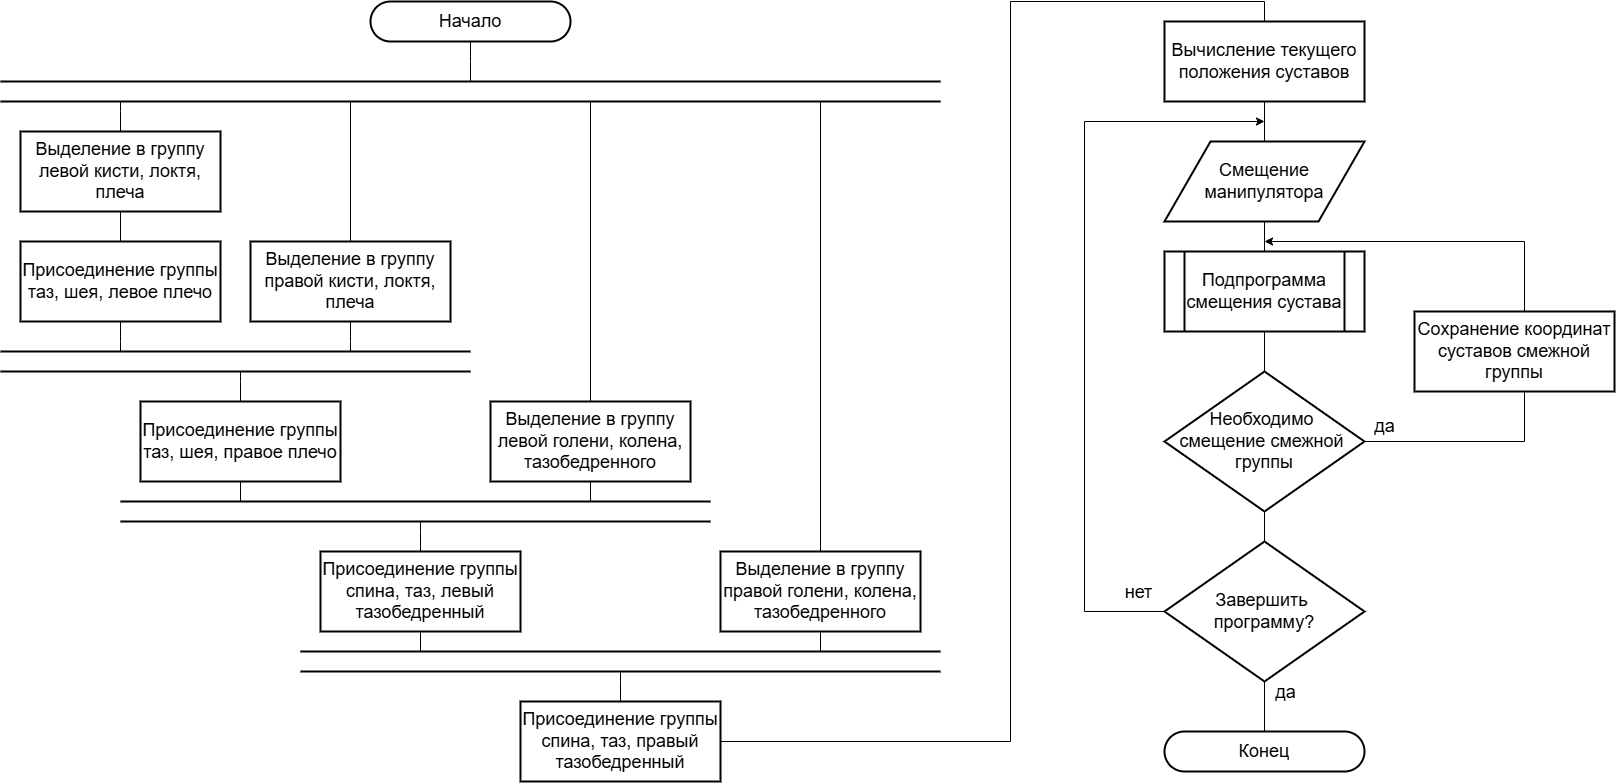 Начало
Выделение в группу
левой кисти, локтя,
плеча
Присоединение группы
таз, шея, левое плечо
Выделение в группу
правой кисти, локтя,
плеча
Присоединение группы
таз, шея, правое плечо
Выделение в группу
левой голени, колена,
тазобедренного
Присоединение группы
спина, таз, левый
тазобедренный
Выделение в группу
правой голени, колена,
тазобедренного
Присоединение группы
спина, таз, правый
тазобедренный
Вычисление текущего
положения суставов
Смещение
манипулятора
Подпрограмма
смещения сустава
Сохранение координат
суставов смежной
группы
Необходимо
смещение смежной
группы
да
Завершить
программу?
нет
да
Конец